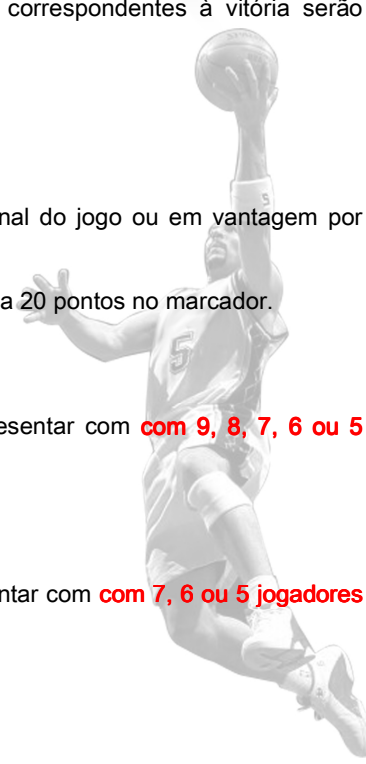 correspondentes à vitória serão
nal do jogo ou em vantagem por
a 20 pontos no marcador.
esentar com com 9, 8, 7, 6 ou 5
ntar com com 7, 6 ou 5 jogadores
5